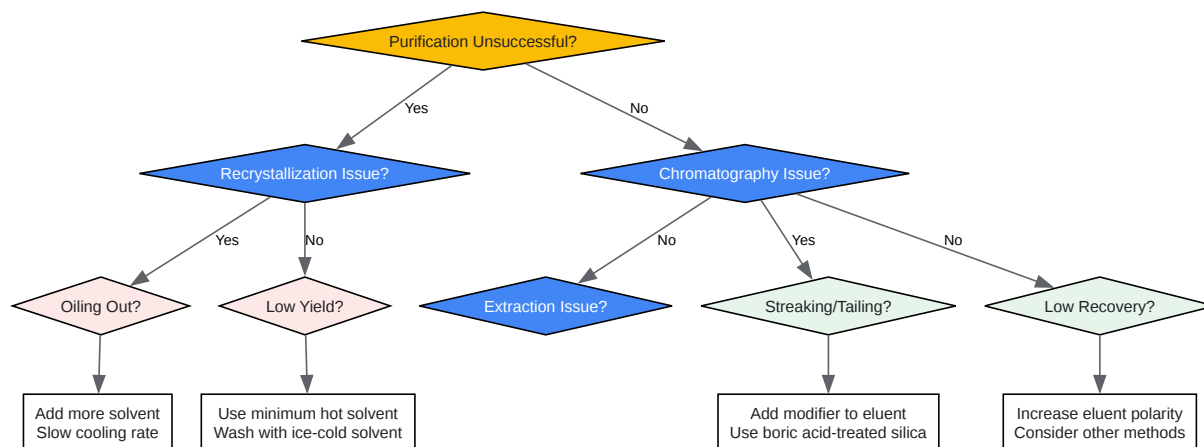 Purification Unsuccessful?
Yes
No
Recrystallization Issue?
Chromatography Issue?
Yes
No
No
Yes
No
Oiling Out?
Low Yield?
Extraction Issue?
Streaking/Tailing?
Low Recovery?
Add more solvent
Slow cooling rate
Use minimum hot solvent
Wash with ice-cold solvent
Add modifier to eluent
Use boric acid-treated silica
Increase eluent polarity
Consider other methods